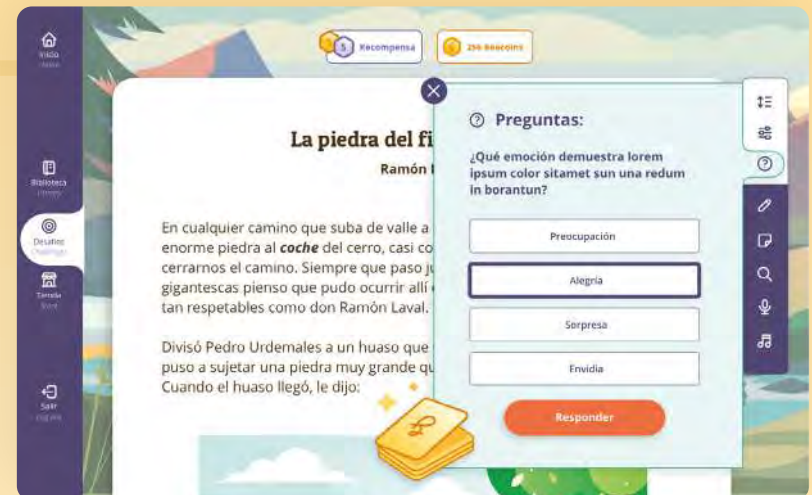 Inicio
Recompensa
5
Biblioteca
Desafíos
Tienda
Salir
La piedra del fi
Ramón
En cualquier camino que suba de valle a
enorme piedra al coche del cerro, casi co
cerrarnos el camino. Siempre que paso ju
gigantescas pienso que pudo ocurrir allí
tan respetables como don Ramón Laval.
Divisó Pedro Urdemales a un huaso que
puso a sujetar una piedra muy grande qu
Cuando el huaso llegó, le dijo:
Preguntas:
¿Qué emoción demuestra lorem
ipsum color sitamet sun una redum
in borantun?
Preocupación
Alegría
Sorpresa
Envidia
Responder